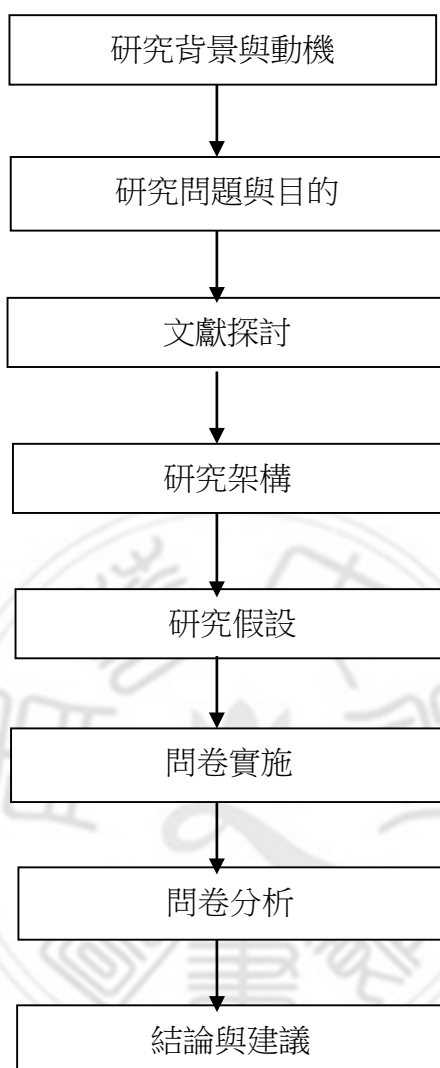 研究背景與動機
研究問題與目的
文獻探討
研究架構
研究假設
問卷實施
問卷分析
結論與建議